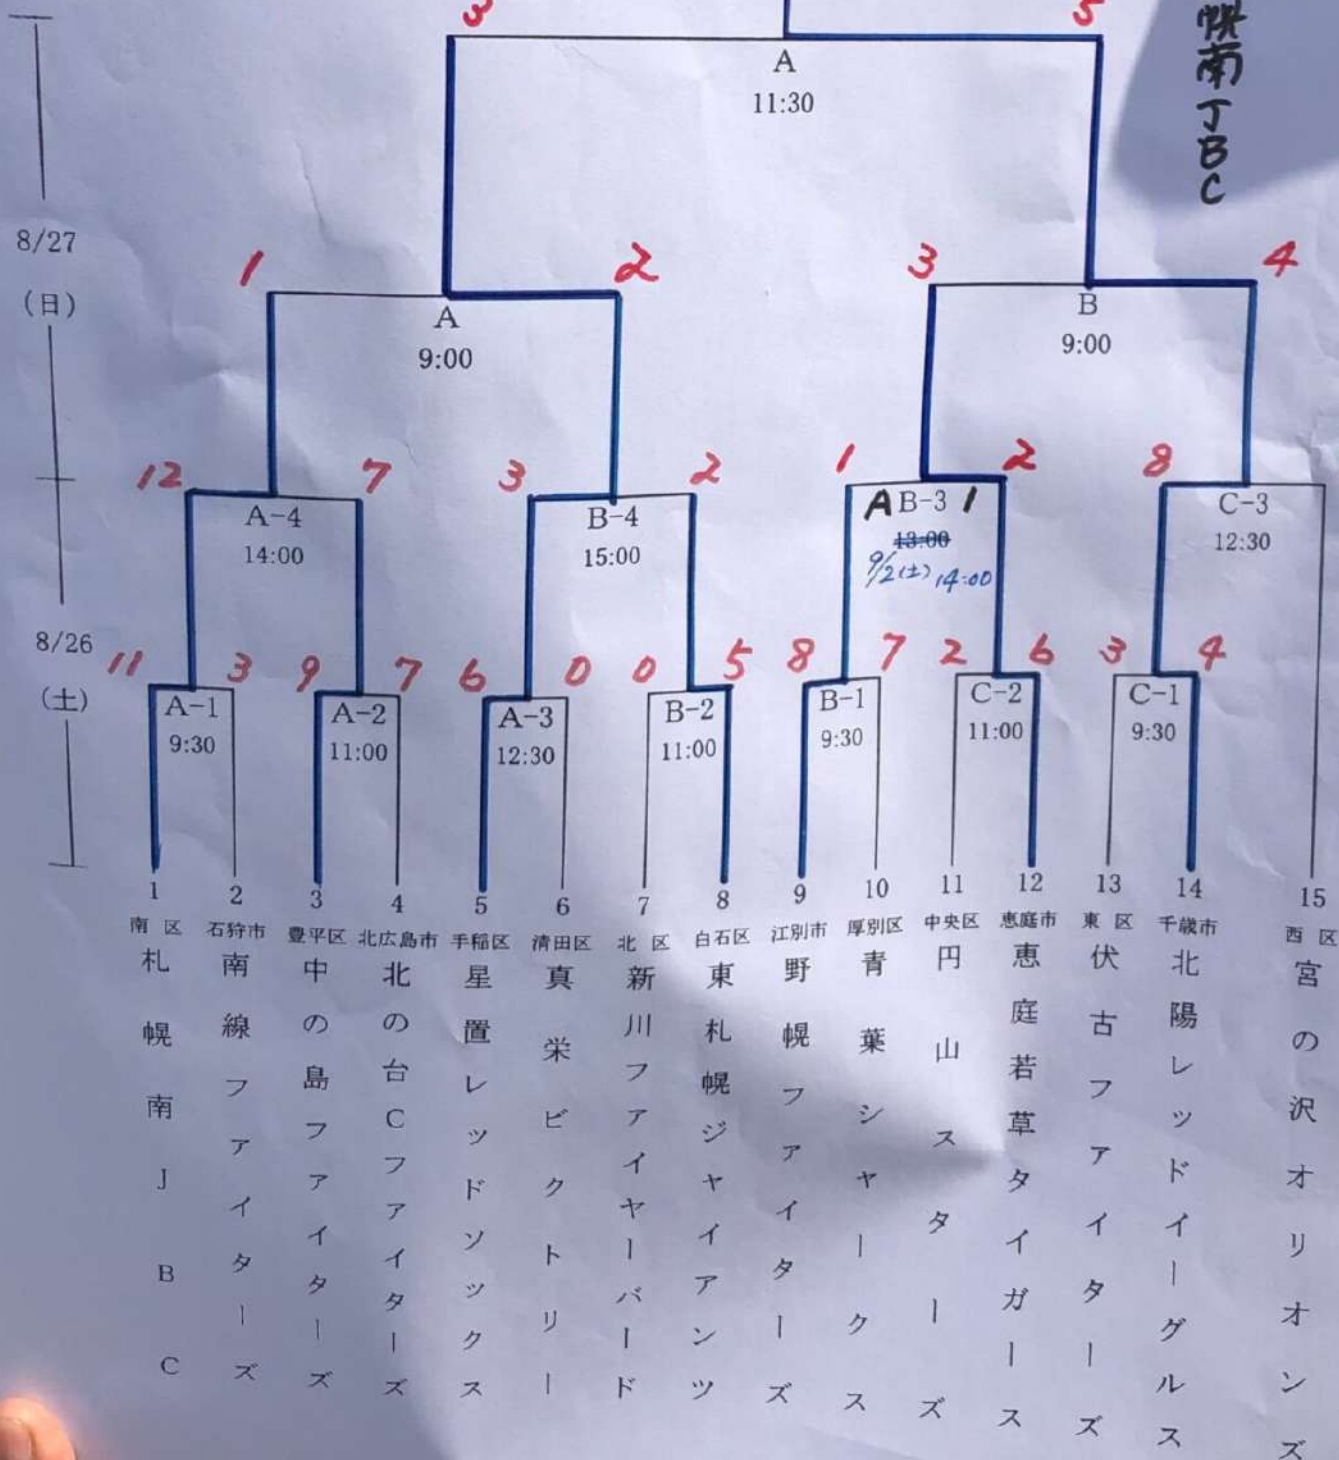 3
5
A
11:30
幌南JBC
8/27
(日)
1
2
3
4
A
9:00
B
9:00
12
7
3
2
1
2
8
A-4
14:00
B-4
15:00
A B-3 1
13:00
9/2(土) 14:00
C-3
12:30
8/26
(土)
11
3
9
7
6
0
0
5
8
7
2
6
3
4
A-1
9:30
A-2
11:00
A-3
12:30
B-2
11:00
B-1
9:30
C-2
11:00
C-1
9:30
1
南区
札幌南JBC
2
石狩市
南線ファイターズ
3
豊平区
中の島ファイターズ
4
北広島市
北の台Cファイターズ
5
手稲区
星置レッドソックス
6
清田区
真栄ビクトリー
7
北区
新川ファイヤーバード
8
白石区
東札幌ジャイアンツ
9
江別市
野幌ファイターズ
10
厚別区
青葉シャークス
11
中央区
円山スターズ
12
恵庭市
恵庭若草タイガース
13
東区
伏古ファイターズ
14
千歳市
北陽レッドイーグルス
15
西区
宮の沢オリオンズ